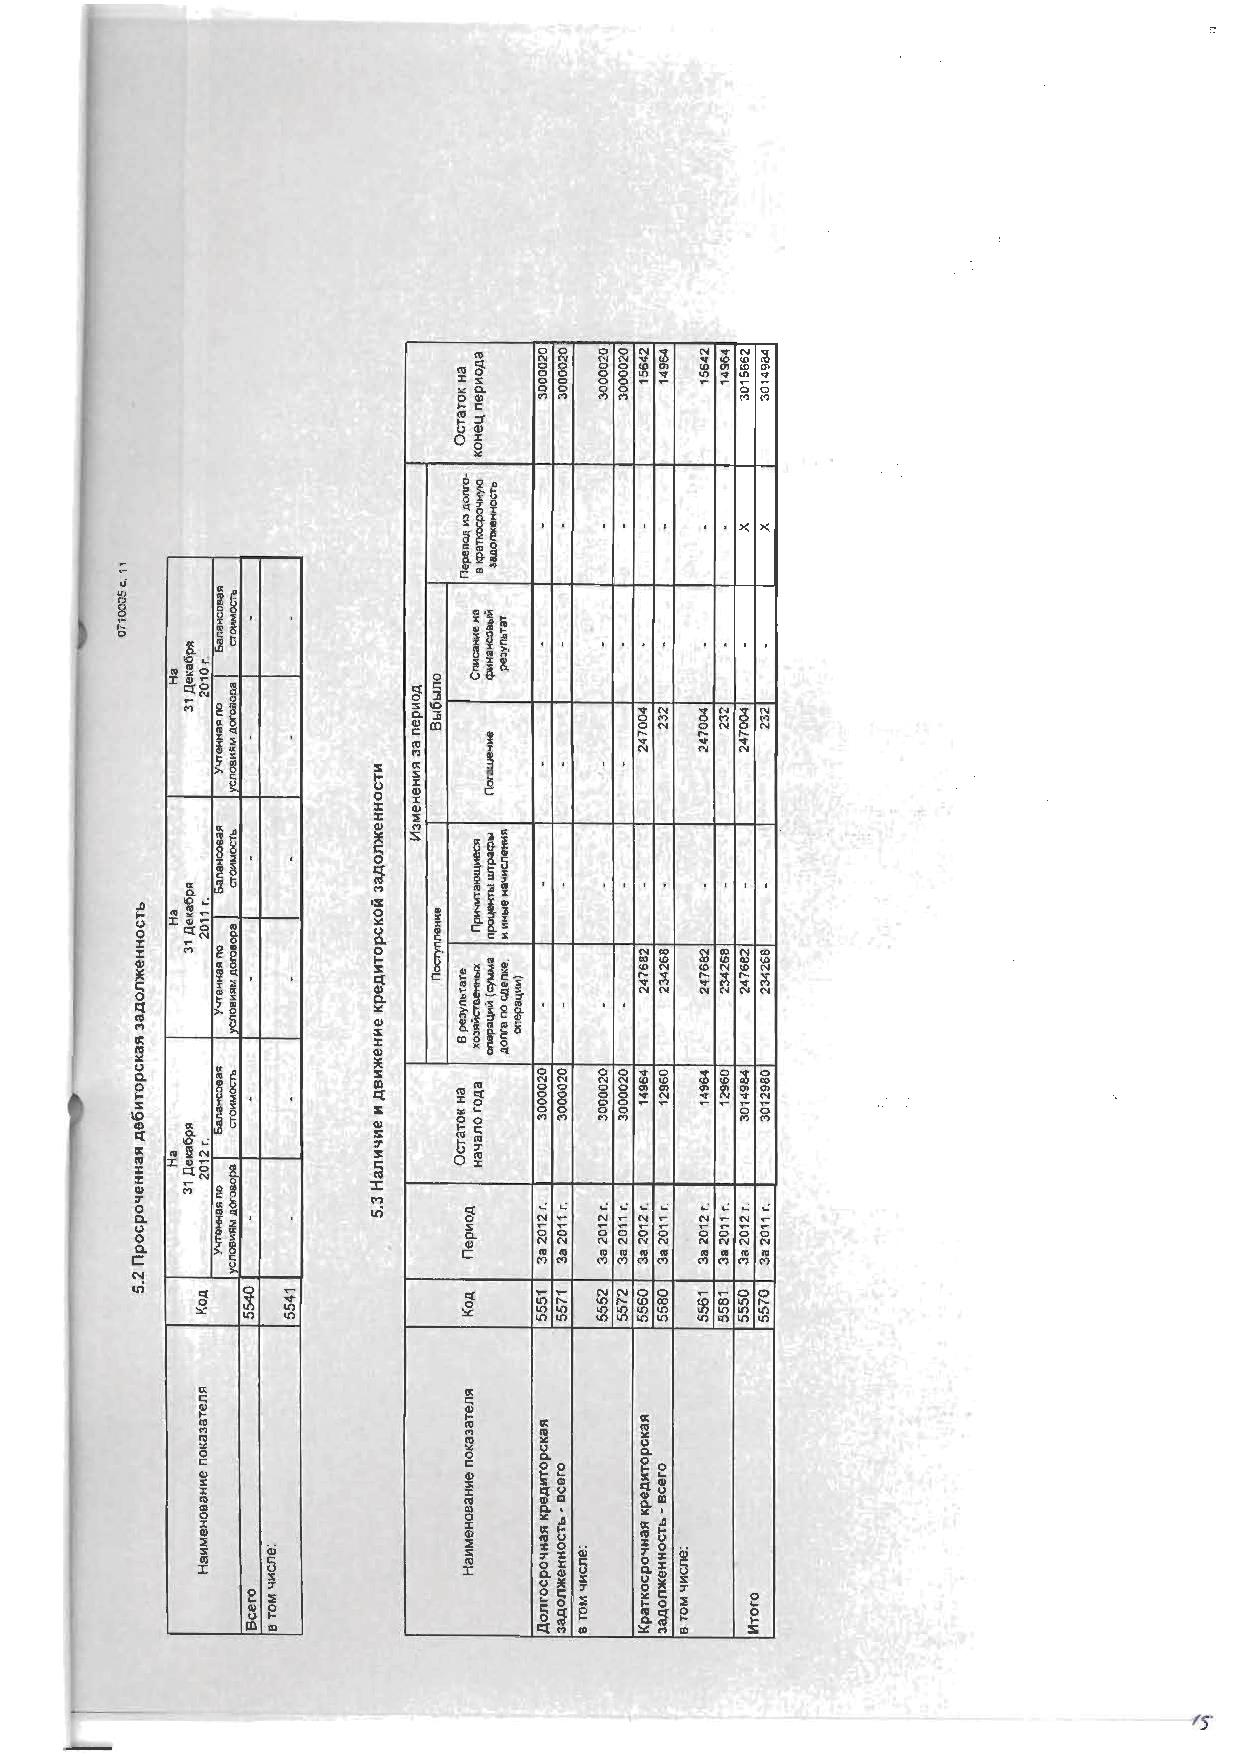 0710005 с. 11
5.2 Просроченная дебиторская задолженность
Наименование показателя Код На 31 Декабря 2012 г. На 31 Декабря 2011 г. На 31 Декабря 2010 г.
Учтенная по условиям договора Балансовая стоимость Учтенная по условиям договора Балансовая стоимость Учтенная по условиям договора Балансовая стоимость
Всего 5540 - - - - - -
в том числе:
5541 - - - - - -
5.3 Наличие и движение кредиторской задолженности
Наименование показателя Код Период Остаток на начало года Изменения за период Остаток на конец периода
Поступление Выбыло Перевод из долго- в краткосрочную задолженность
В результате хозяйственных операций (сумма долга по сделке, операции) Причитающиеся проценты штрафы и иные начисления Погашение Списание на финансовый результат
Долгосрочная кредиторская 5551 За 2012 г. 3000020 - - - - - 3000020
задолженность - всего 5571 За 2011 г. 3000020 - - - - - 3000020
в том числе:
5552 За 2012 г. 3000020 - - - - - 3000020
5572 За 2011 г. 3000020 - - - - - 3000020
Краткосрочная кредиторская 5560 За 2012 г. 14964 247682 - 247004 - - 15642
задолженность - всего 5580 За 2011 г. 12960 234268 - 232 - - 14964
в том числе:
5561 За 2012 г. 14964 247682 - 247004 - - 15642
5581 За 2011 г. 12960 234268 - 232 - - 14964
Итого 5550 За 2012 г. 3014984 247682 - 247004 - Х 3015662
5570 За 2011 г. 3012980 234268 - 232 - Х 3014984
15